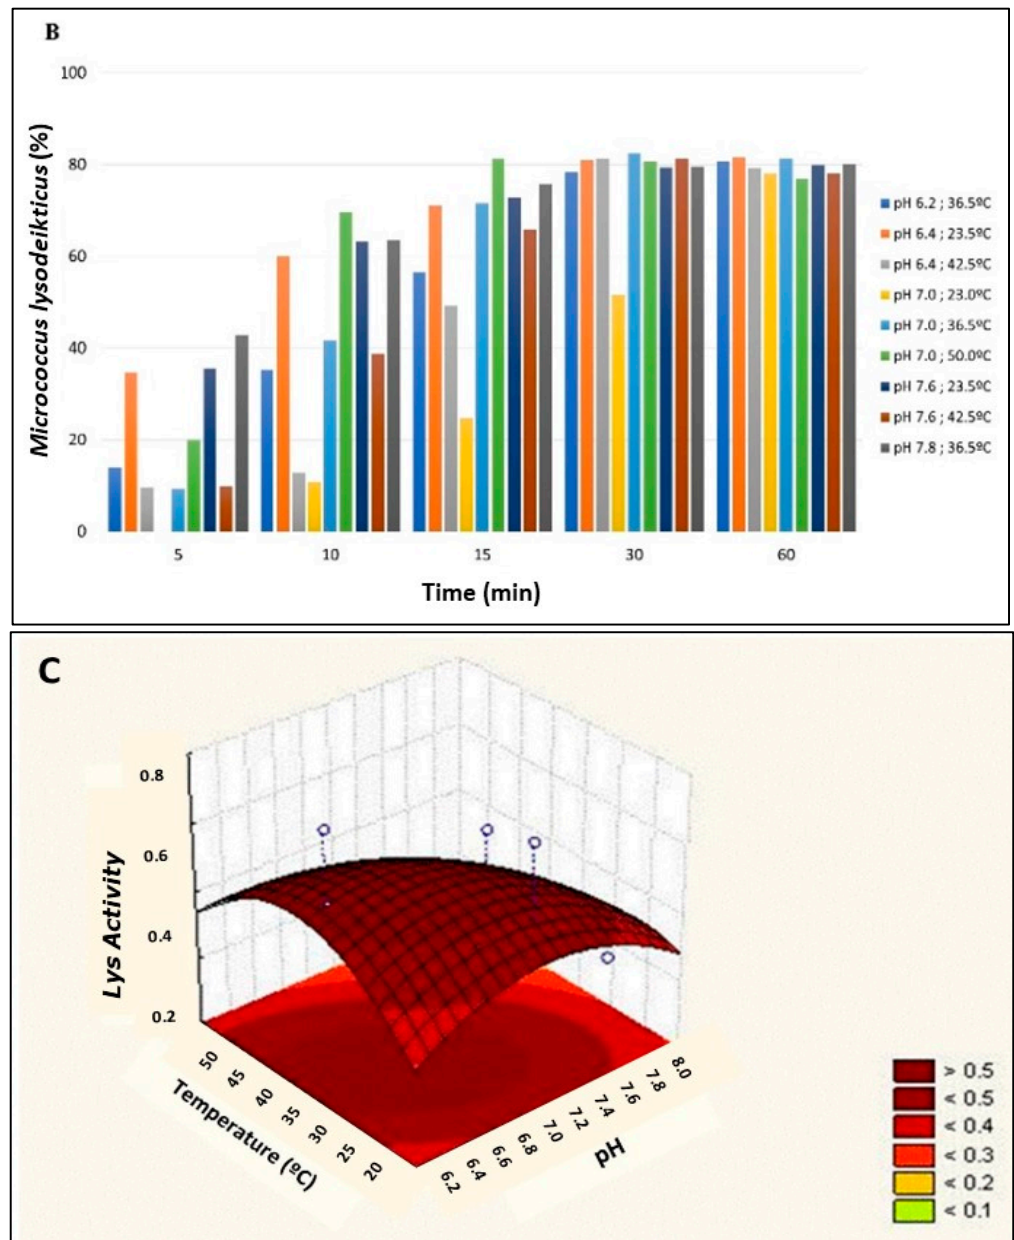 B
100
80
60
40
20
0
Micrococcus lysodeikticus (%)
5 10 15 30 60
Time (min)
pH 6.2 ; 36.5ºC
pH 6.4 ; 23.5ºC
pH 6.4 ; 42.5ºC
pH 7.0 ; 23.0ºC
pH 7.0 ; 36.5ºC
pH 7.0 ; 50.0ºC
pH 7.6 ; 23.5ºC
pH 7.6 ; 42.5ºC
pH 7.8 ; 36.5ºC
C
0.8
0.6
0.4
0.2
Lys Activity
50 45 40 35 30 25 20
Temperature (ºC)
6.2 6.4 6.6 6.8 7.0 7.2 7.4 7.6 7.8 8.0
pH
> 0.5
< 0.5
< 0.4
< 0.3
< 0.2
< 0.1